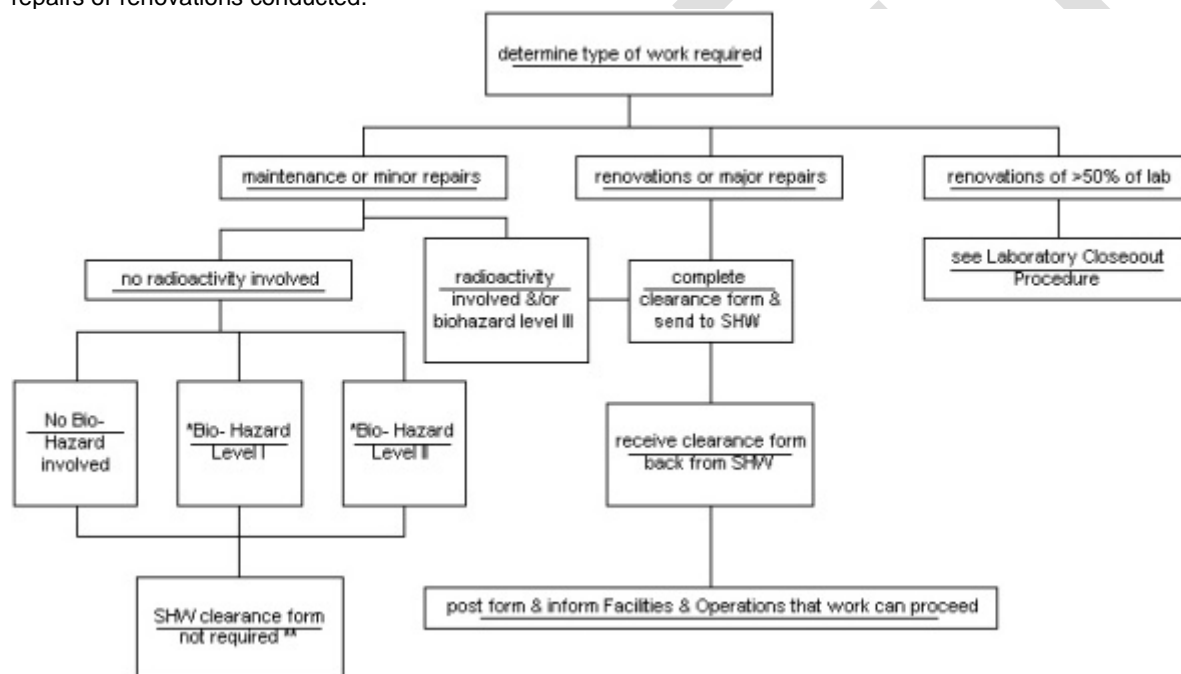 repairs or renovations conducted.
determine type of work required
maintenance or minor repairs
renovations or major repairs
renovations of >50% of lab
no radioactivity involved
radioactivity
involved &/or
biohazard level III
complete
clearance form &
send to SHW
see Laboratory Closeoout
Procedure
No Bio-
Hazard
involved
*Bio- Hazard
Level I
*Bio- Hazard
Level II
receive clearance form
back from SHW
SHW clearance form
not required **
post form & inform Facilities & Operations that work can proceed